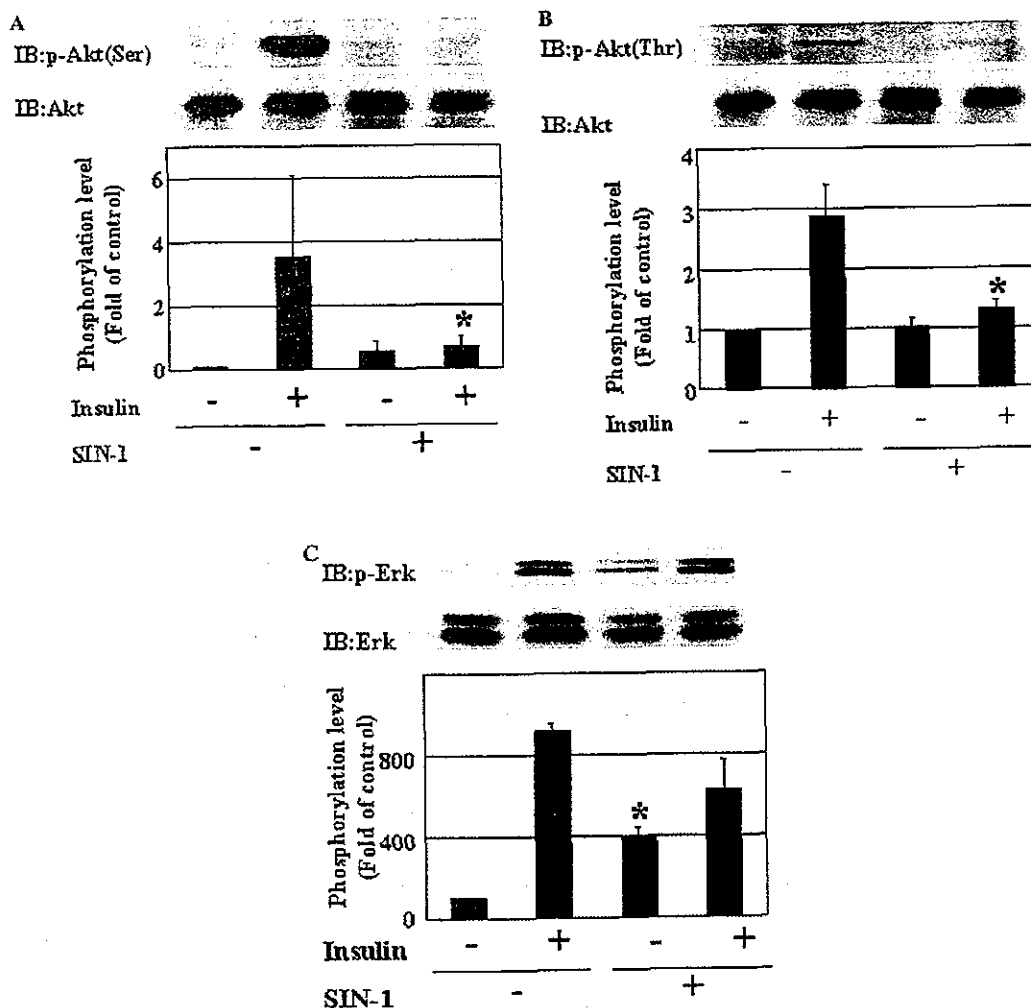 A
IB:p-Akt(Ser)
IB:Akt
Phosphorylation level
(Fold of control)
6
4
2
0
*
Insulin - + - +
SIN-1 - +
B
IB:p-Akt(Thr)
IB:Akt
Phosphorylation level
(Fold of control)
4
3
2
1
0
*
Insulin - + - +
SIN-1 - +
C
IB:p-Erk
IB:Erk
Phosphorylation level
(Fold of control)
800
400
0
*
Insulin - + - +
SIN-1 - +